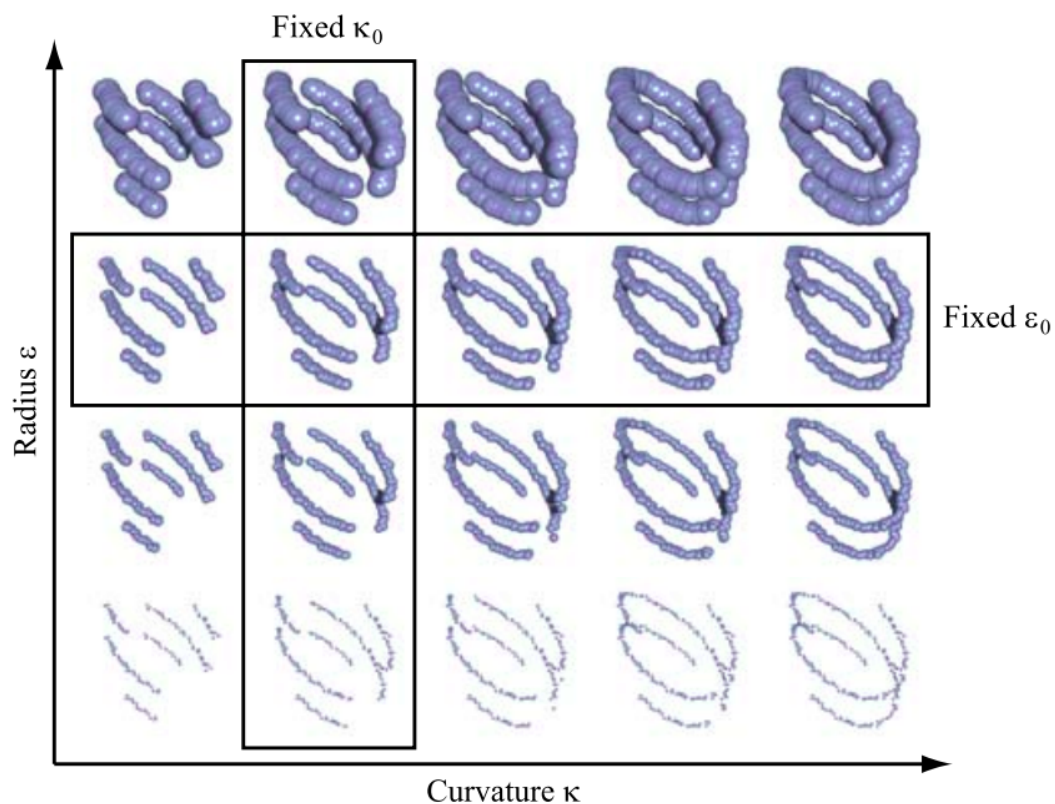 Fixed κ₀
Radius ε
Fixed ε₀
Curvature κ